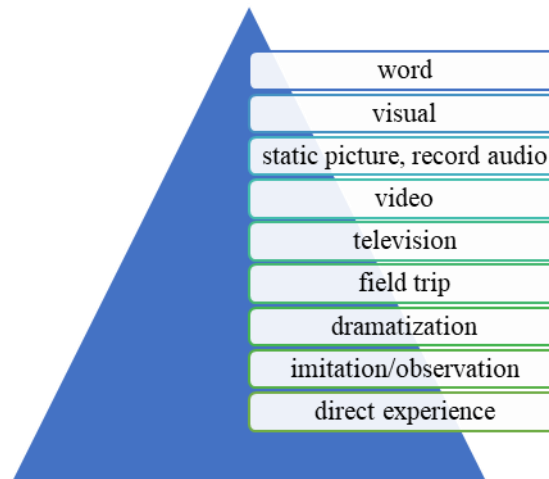 word
visual
static picture, record audio
video
television
field trip
dramatization
imitation/observation
direct experience